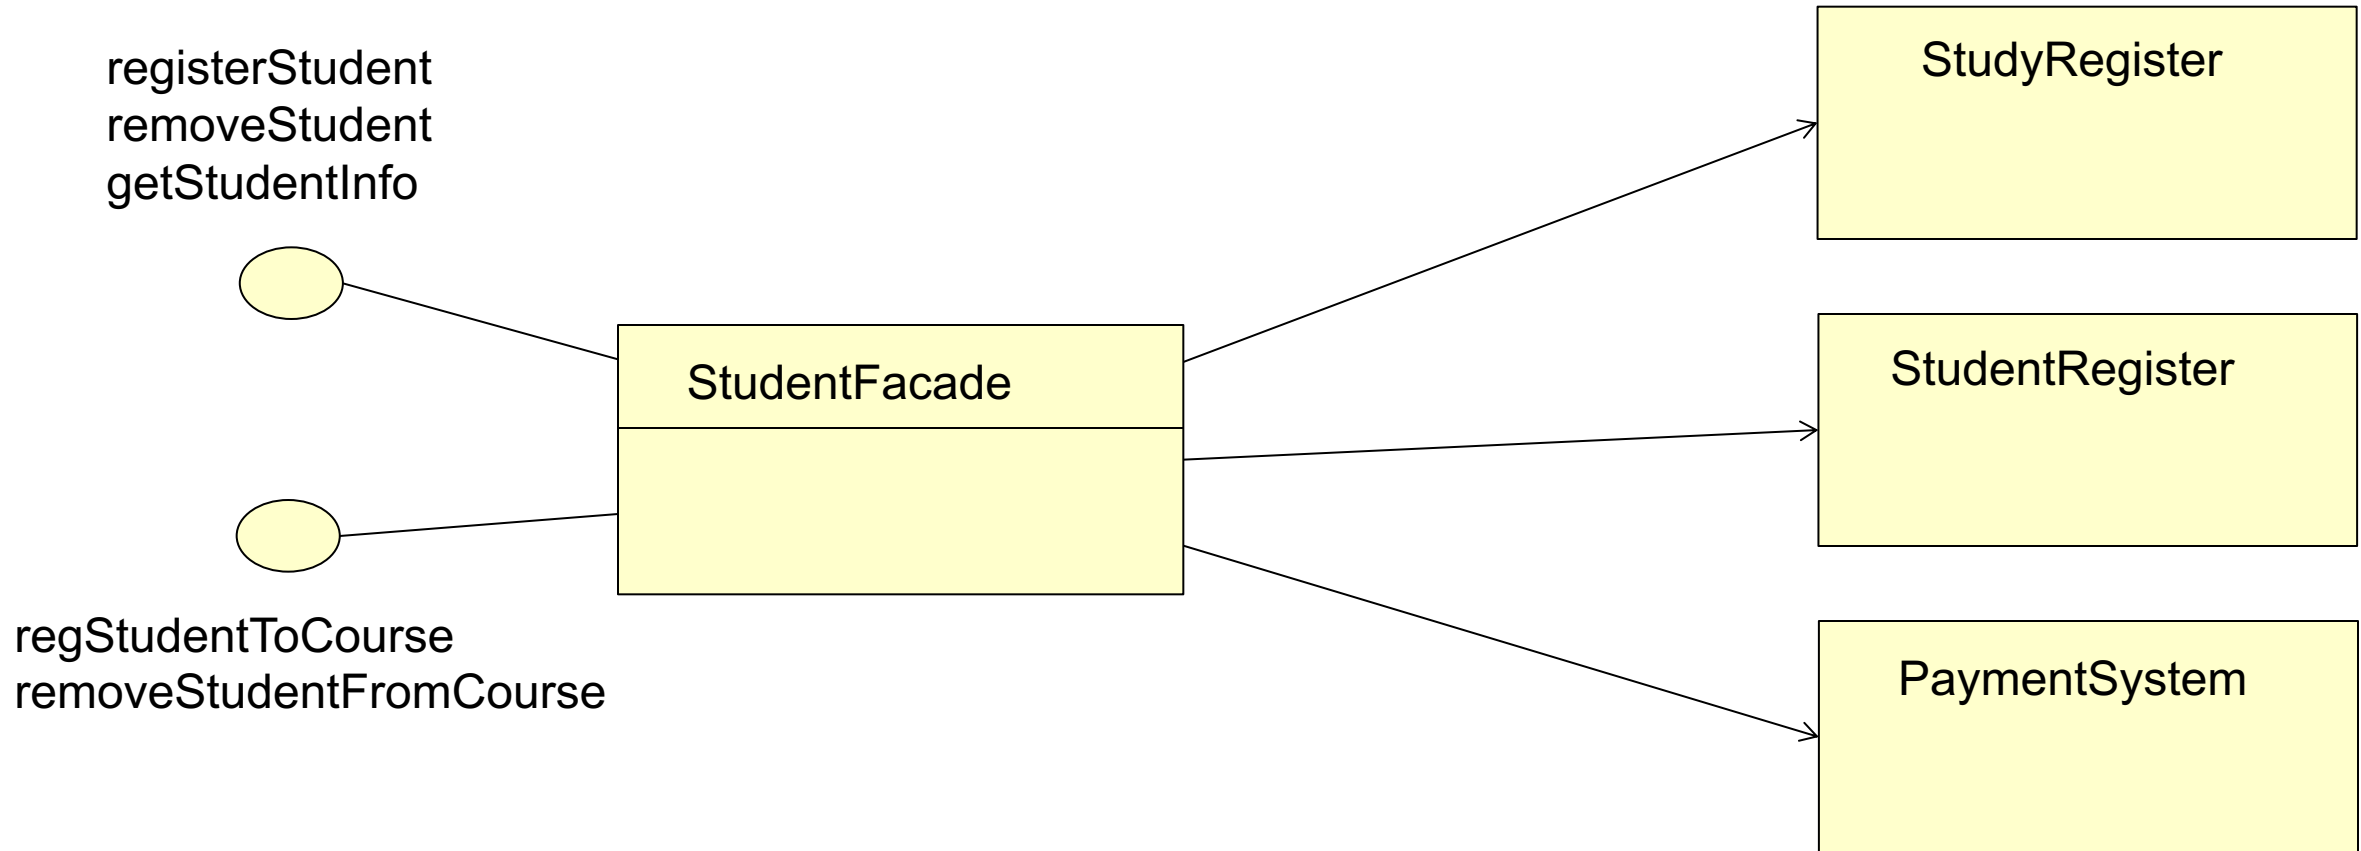 registerStudent
removeStudent
getStudentInfo
StudentFacade
regStudentToCourse
removeStudentFromCourse
StudyRegister
StudentRegister
PaymentSystem